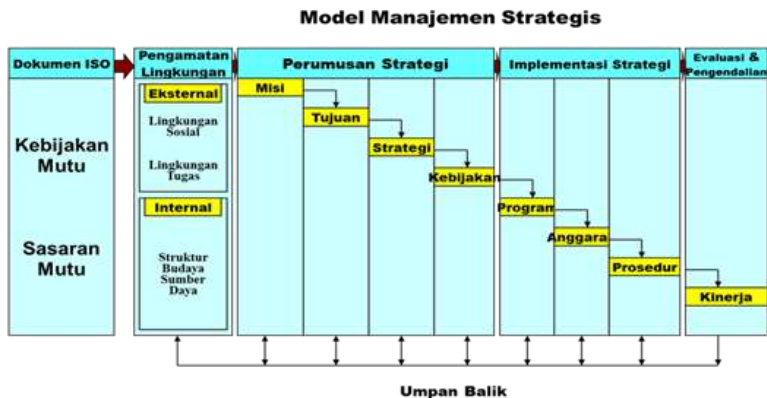 Model Manajemen Strategis
Dokumen ISO
Pengamatan
Lingkungan
Perumusan Strategi
Implementasi Strategi
Evaluasi &
Pengendalian
Kebijakan
Mutu
Sasaran
Mutu
Eksternal
Lingkungan
Sosial
Lingkungan
Tugas
Internal
Struktur
Budaya
Sumber
Daya
Misi
Tujuan
Strategi
Kebijakan
Program
Anggara
Prosedur
Kinerja
Umpan Balik